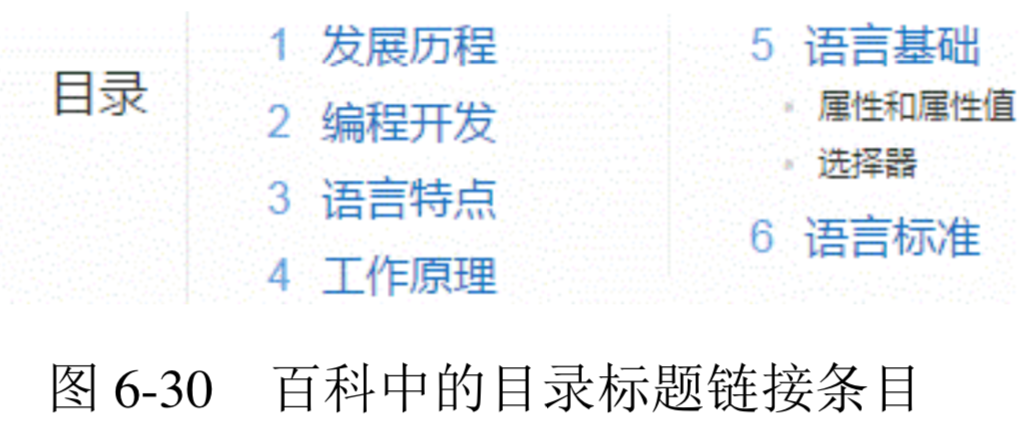 目录
1 发展历程
2 编程开发
3 语言特点
4 工作原理
5 语言基础
属性和属性值
选择器
6 语言标准
图 6-30 百科中的目录标题链接条目